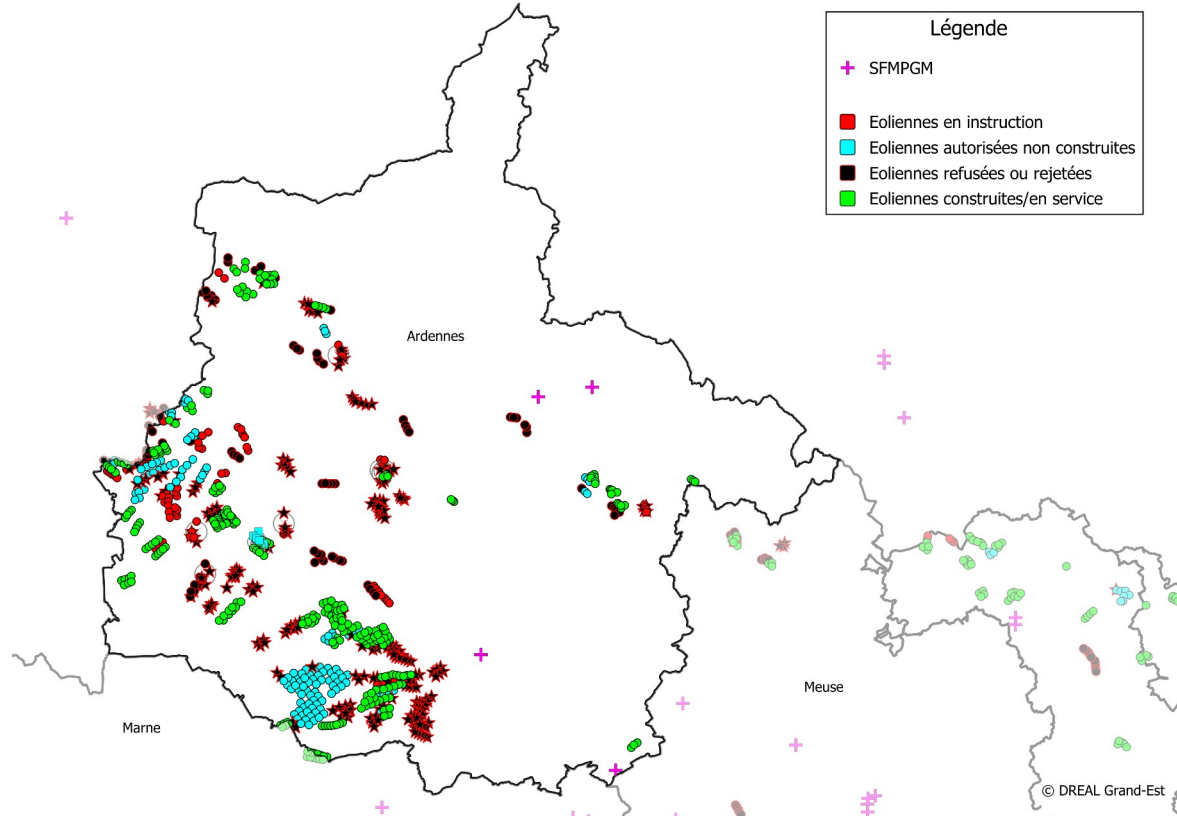 Légende
SFMPGM
Eoliennes en instruction
Eoliennes autorisées non construites
Eoliennes refusées ou rejetées
Eoliennes construites/en service
Ardennes
Meuse
Marne
© DREAL Grand-Est